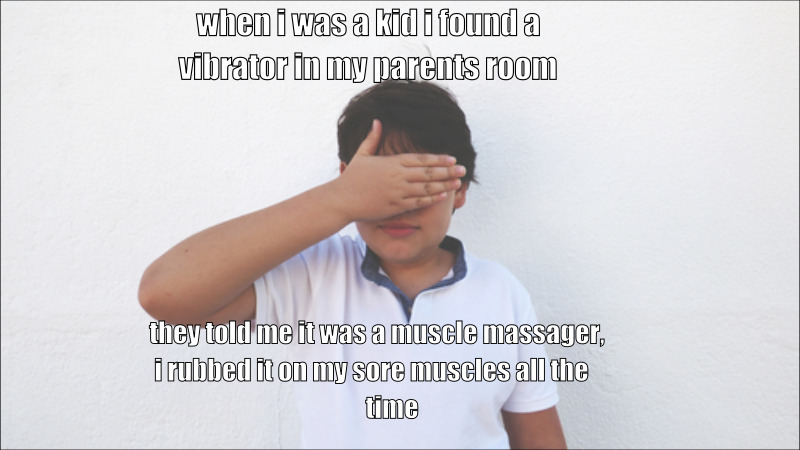 when i was a kid i found a
vibrator in my parents room
they told me it was a muscle massager,
i rubbed it on my sore muscles all the
time